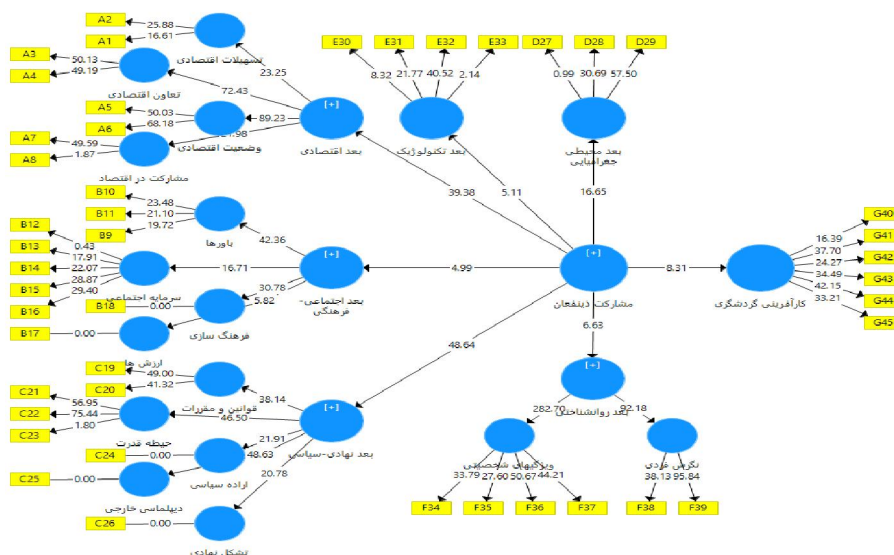 A2
25.88
A1
16.61
تسهیلات اقتصادی
A3
50.13
A4
49.19
تعاون اقتصادی
23.25
72.43
A5
50.03
A6
68.18
وضعیت اقتصادی
89.23
A7
49.59
A8
1.87
مشارکت در اقتصاد
[+]
بعد اقتصادی
39.38
E30
E31
E32
E33
8.32
21.77
40.52
2.14
بعد تکنولوژیک
5.11
D27
D28
D29
0.99
30.69
57.50
بعد محیطی
جغرافیایی
16.65
B10
23.48
B11
21.10
B9
19.72
باورها
42.36
B12
0.43
B13
17.91
B14
22.07
B15
28.87
B16
29.40
سرمایه اجتماعی
16.71
B18
0.00
فرهنگ سازی
30.78
5.82
B17
0.00
ارزش ها
[+]
بعد اجتماعی-
فرهنگی
4.99
[+]
مشارکت ذینفعان
8.31
کارآفرینی گردشگری
G40
16.39
G41
37.70
G42
24.27
G43
34.49
G44
42.15
G45
33.21
48.64
6.63
C19
49.00
C20
41.32
قوانین و مقررات
38.14
C21
56.95
C22
75.44
C23
1.80
حیطه قدرت
46.50
C24
0.00
اراده سیاسی
21.91
48.63
C25
0.00
دیپلماسی خارجی
20.78
C26
0.00
تشکل نهادی
[+]
بعد نهادی-سیاسی
[+]
بعد روانشناختی
282.70
92.18
ویژگیهای شخصیتی
نگرش فردی
33.79
27.60
50.67
44.21
38.13
95.84
F34
F35
F36
F37
F38
F39